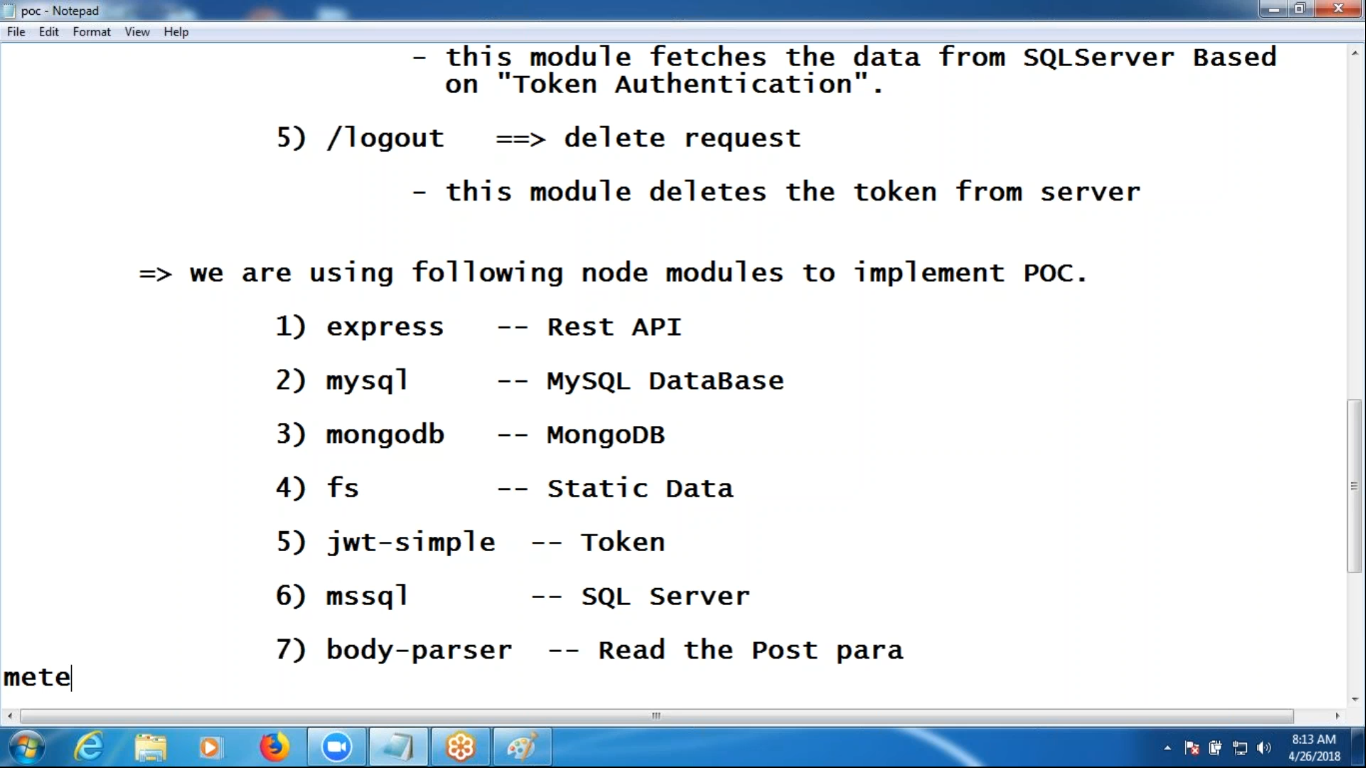 poc - Notepad
File Edit Format View Help
- this module fetches the data from SQLServer Based
on "Token Authentication".
5) /logout ==> delete request
- this module deletes the token from server
=> we are using following node modules to implement POC.
1) express -- Rest API
2) mysql -- MySQL DataBase
3) mongodb -- MongoDB
4) fs -- Static Data
5) jwt-simple -- Token
6) mssql -- SQL Server
7) body-parser -- Read the Post para
mete
8:13 AM
4/26/2018